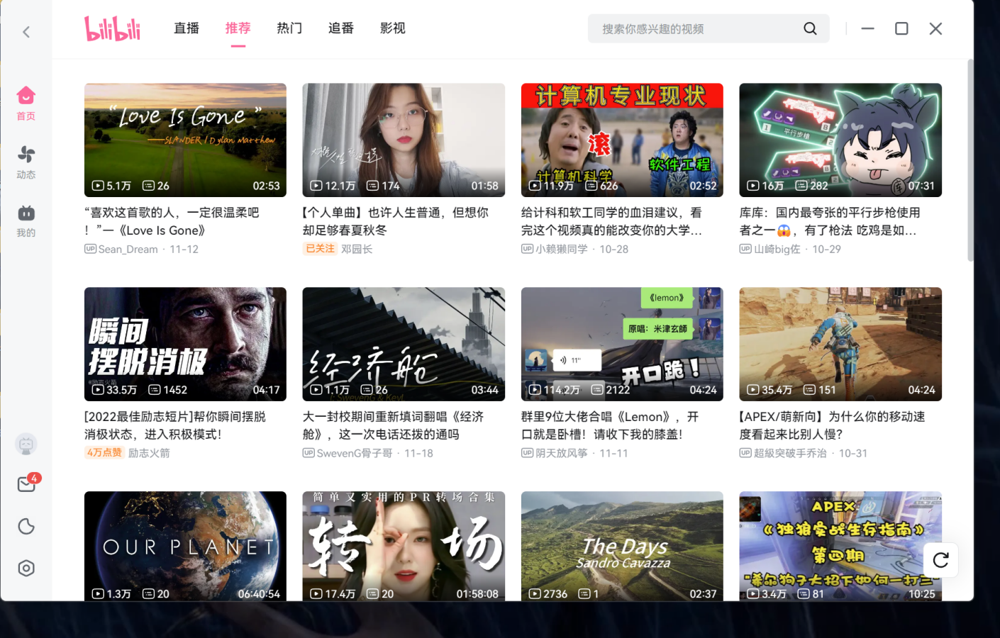 bilibili
直播
推荐
热门
追番
影视
搜索你感兴趣的视频
首页
动态
我的
4
“Love Is Gone”
——SLANDER / Dylan Matthew
5.1万
26
02:53
“喜欢这首歌的人，一定很温柔吧
！”—《Love Is Gone》
UP Sean_Dream · 11-12
12.1万
174
01:58
【个人单曲】也许人生普通，但想你
却足够春夏秋冬
已关注 邓园长
计算机专业现状
滚
软件工程
计算机科学
11.9万
626
02:52
给计科和软工同学的血泪建议，看
完这个视频真的能改变你的大学...
UP 小赖獭同学 · 10-28
1
8
平行步枪
2
8
库
16万
282
07:31
库库：国内最夸张的平行步枪使用
者之一😱，有了枪法 吃鸡是如...
UP 山崎big佐 · 10-29
瞬间
摆脱消极
@励志火箭
33.5万
1452
04:17
[2022最佳励志短片]帮你瞬间摆脱
消极状态，进入积极模式！
4万点赞 励志火箭
经济舱
1.1万
26
03:44
大一封校期间重新填词翻唱《经济
舱》，这一次电话还拨的通吗
UP SwevenG骨子哥 · 11-18
《lemon》
原唱：米津玄師
11"
开口跪！
114.2万
2122
04:24
群里9位大佬合唱《Lemon》，开
口就是卧槽！请收下我的膝盖！
UP 阴天放风筝 · 11-11
35.4万
151
04:24
【APEX/萌新向】为什么你的移动速
度看起来比别人慢？
UP 超級突破手乔治 · 10-31
OUR PLANET
1.3万
20
06:40:54
简单又实用的PR转场合集
转场
17.4万
20
01:58:08
The Days
Sandro Cavazza
2736
1
02:37
APEX
《独狼实战生存指南》
第四期
"希尔狗子大招下如何一打三"
3.4万
81
10:25